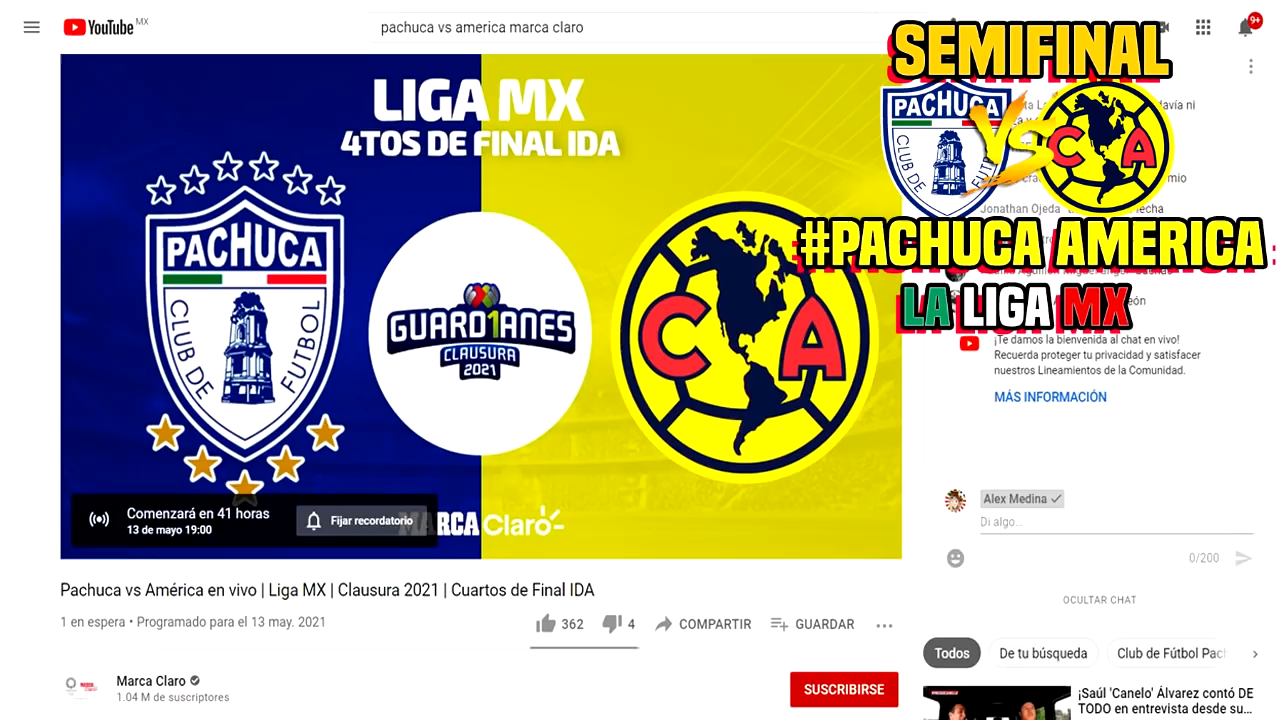 YouTube MX
pachuca vs america marca claro
9+
SEMIFINAL
PACHUCA
CLUB DE
FUT
VS
C A
#PACHUCA AMERICA
LA LIGA MX
LIGA MX
4TOS DE FINAL IDA
PACHUCA
CLUB DE
FUTBOL
GUARD1ANES
CLAUSURA
2021
C A
Comenzará en 41 horas
13 de mayo 19:00
Fijar recordatorio
MARCA Claro
Jonathan Ojeda
¡Te damos la bienvenida al chat en vivo!
Recuerda proteger tu privacidad y satisfacer
nuestros Lineamientos de la Comunidad.
MÁS INFORMACIÓN
Alex Medina
Di algo...
0/200
OCULTAR CHAT
Pachuca vs América en vivo | Liga MX | Clausura 2021 | Cuartos de Final IDA
1 en espera • Programado para el 13 may. 2021
362
4
COMPARTIR
GUARDAR
Marca Claro
1.04 M de suscriptores
SUSCRIBIRSE
Todos
De tu búsqueda
Club de Fútbol Pach
¡Saúl 'Canelo' Álvarez contó DE
TODO en entrevista desde su...